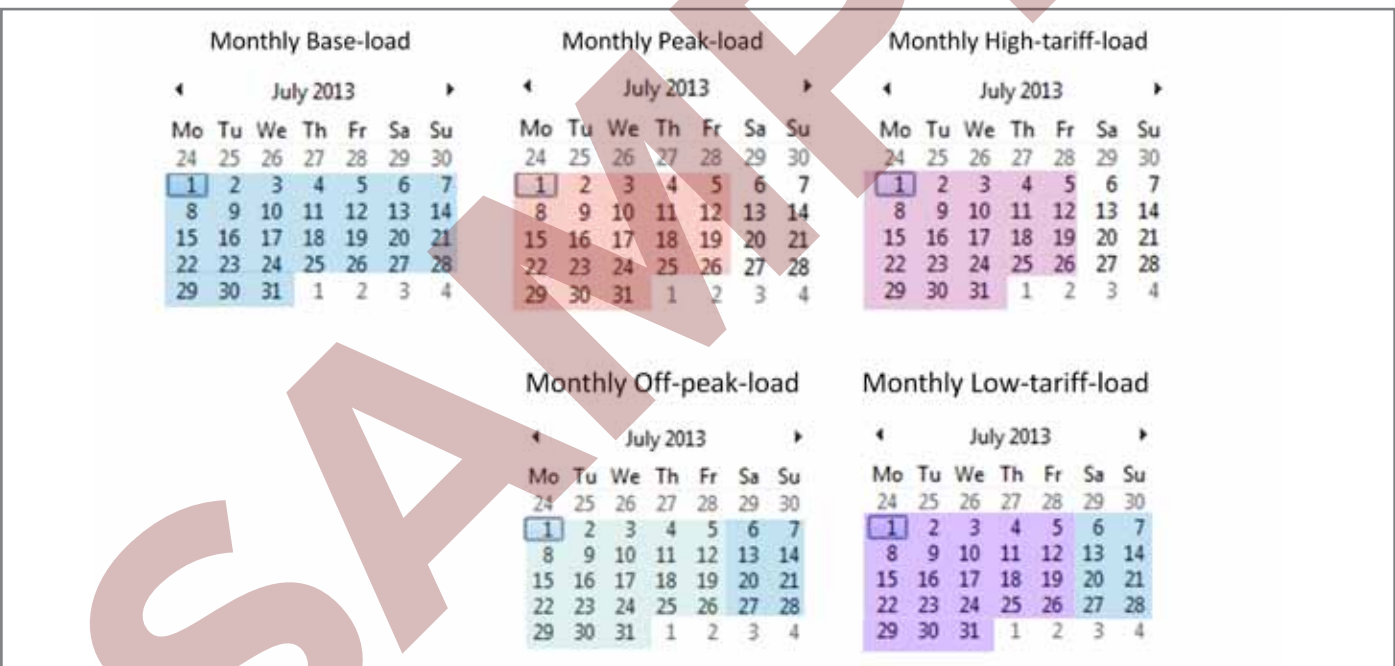 Monthly Base-load
July 2013
Mo Tu We Th Fr Sa Su
24 25 26 27 28 29 30
1 2 3 4 5 6 7
8 9 10 11 12 13 14
15 16 17 18 19 20 21
22 23 24 25 26 27 28
29 30 31 1 2 3 4
Monthly Peak-load
July 2013
Mo Tu We Th Fr Sa Su
24 25 26 27 28 29 30
1 2 3 4 5 6 7
8 9 10 11 12 13 14
15 16 17 18 19 20 21
22 23 24 25 26 27 28
29 30 31 1 2 3 4
Monthly High-tariff-load
July 2013
Mo Tu We Th Fr Sa Su
24 25 26 27 28 29 30
1 2 3 4 5 6 7
8 9 10 11 12 13 14
15 16 17 18 19 20 21
22 23 24 25 26 27 28
29 30 31 1 2 3 4
Monthly Off-peak-load
July 2013
Mo Tu We Th Fr Sa Su
24 25 26 27 28 29 30
1 2 3 4 5 6 7
8 9 10 11 12 13 14
15 16 17 18 19 20 21
22 23 24 25 26 27 28
29 30 31 1 2 3 4
Monthly Low-tariff-load
July 2013
Mo Tu We Th Fr Sa Su
24 25 26 27 28 29 30
1 2 3 4 5 6 7
8 9 10 11 12 13 14
15 16 17 18 19 20 21
22 23 24 25 26 27 28
29 30 31 1 2 3 4
SAMP